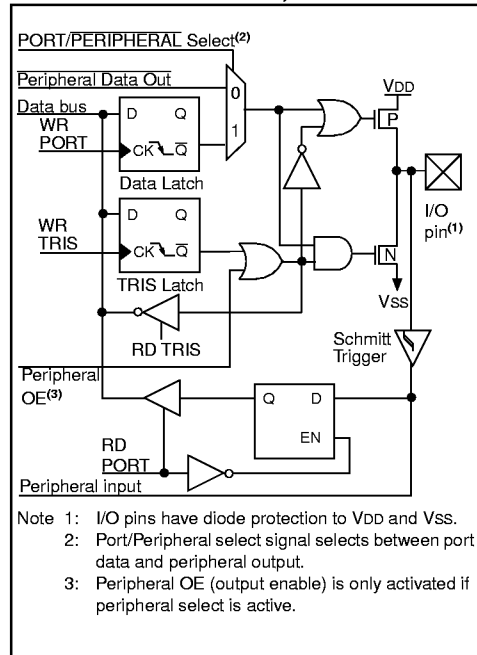 PORT/PERIPHERAL Select(2)
Peripheral Data Out
Data bus
WR
PORT
D Q
CK Q
Data Latch
0
1
VDD
P
I/O
pin(1)
WR
TRIS
D Q
CK Q
TRIS Latch
N
VSS
RD TRIS
Schmitt
Trigger
Peripheral
OE(3)
Q D
EN
RD
PORT
Peripheral input
Note 1: I/O pins have diode protection to VDD and VSS.
2: Port/Peripheral select signal selects between port
data and peripheral output.
3: Peripheral OE (output enable) is only activated if
peripheral select is active.